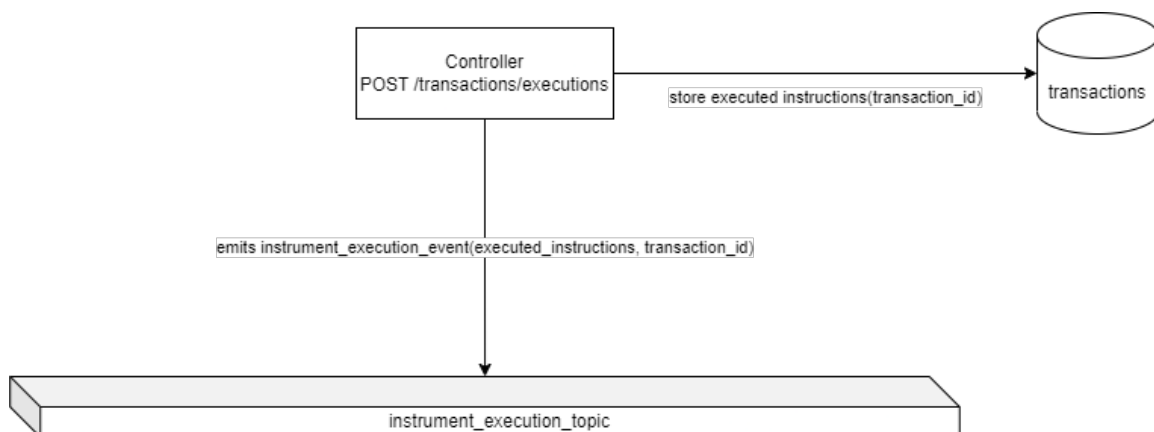 Controller
POST /transactions/executions
store executed instructions(transaction_id)
transactions
emits instrument_execution_event(executed_instructions, transaction_id)
instrument_execution_topic